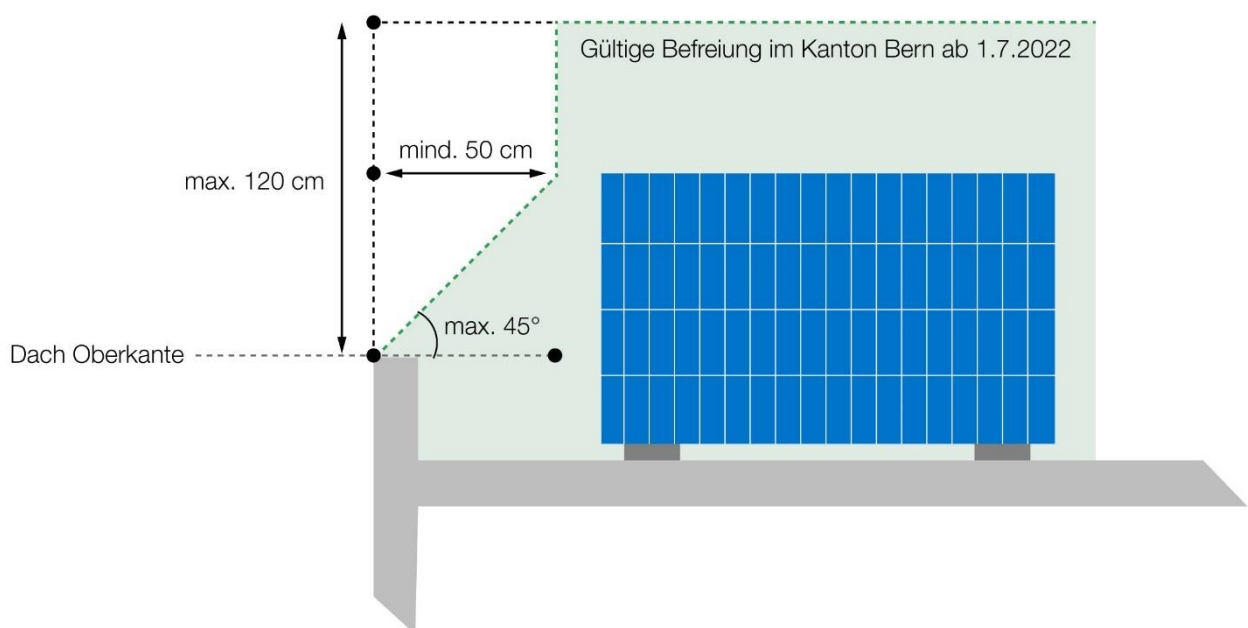 Gültige Befreiung im Kanton Bern ab 1.7.2022
mind. 50 cm
max. 120 cm
max. 45°
Dach Oberkante